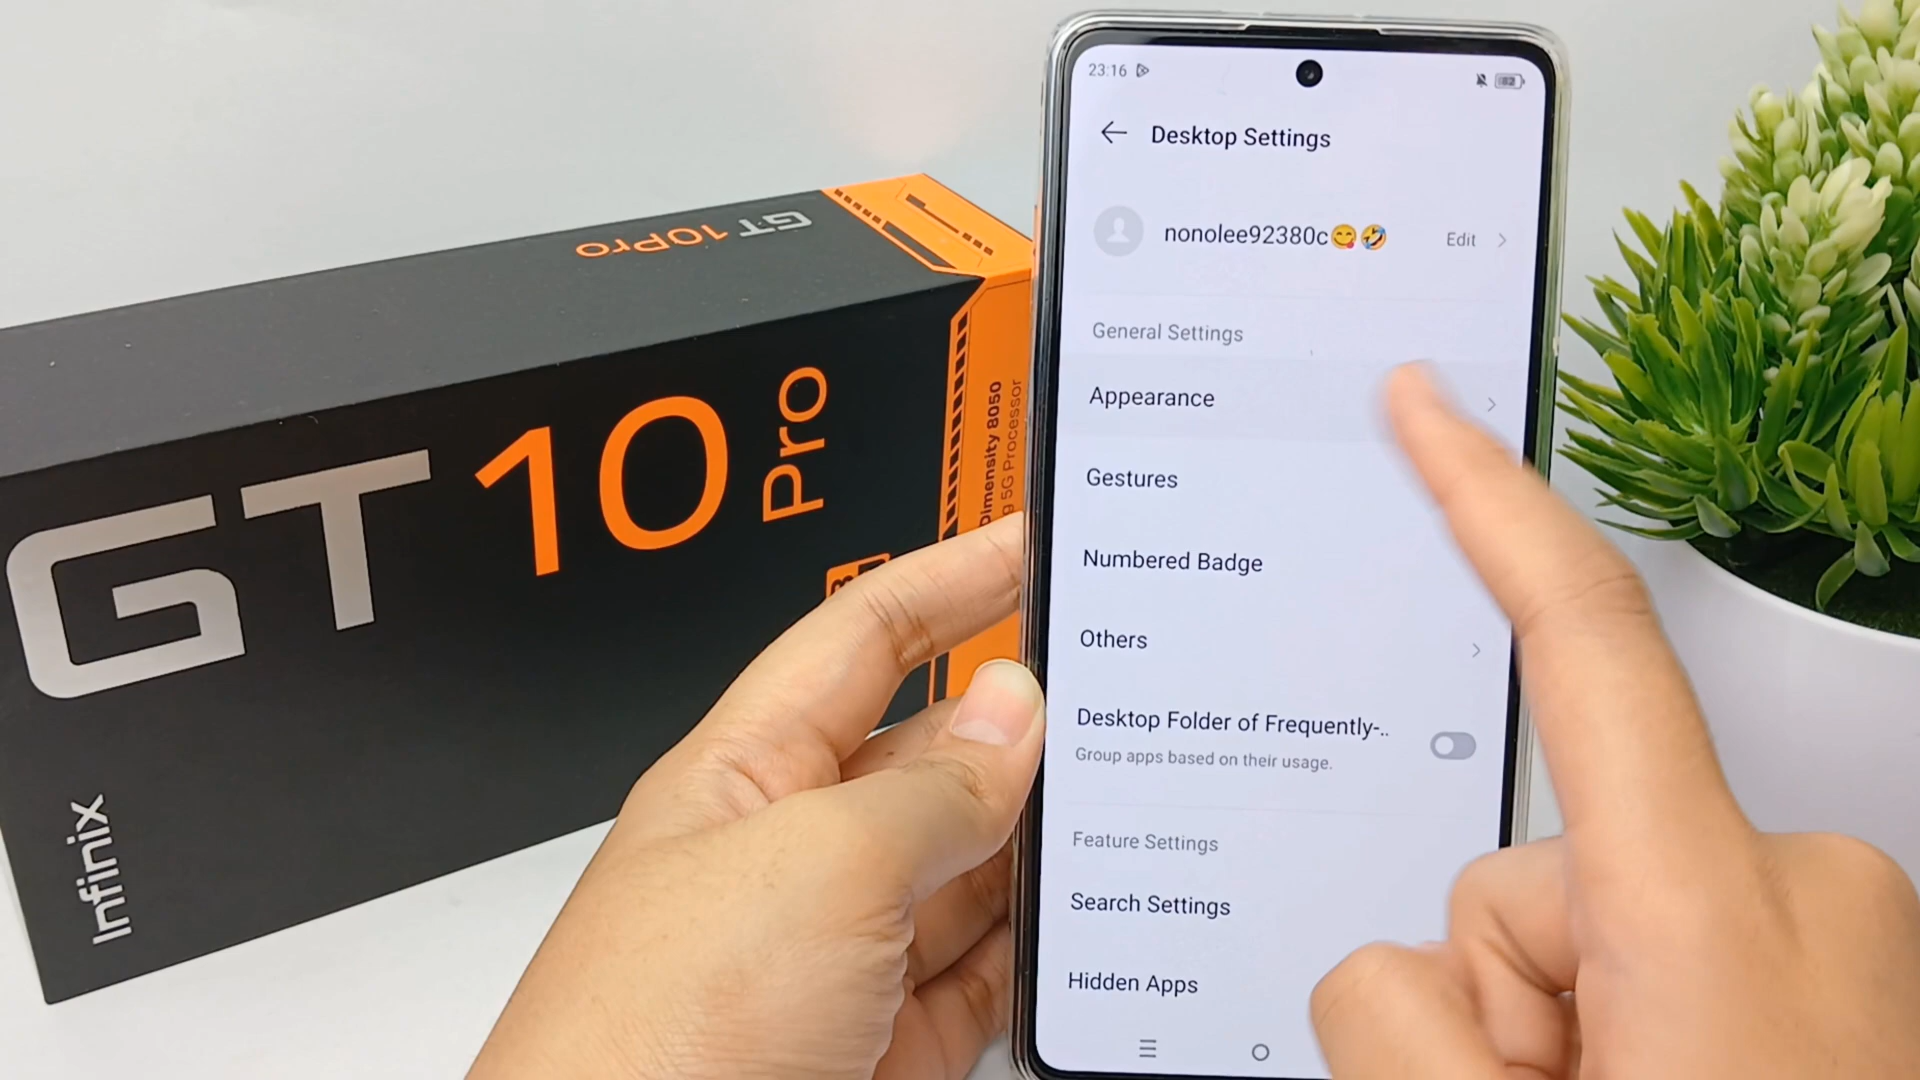 GT 10Pro
GT 10 Pro
Infinix
Dimensity 8050
5G Processor
23:16
82
Desktop Settings
nonolee92380c😋🤣
Edit
General Settings
Appearance
Gestures
Numbered Badge
Others
Desktop Folder of Frequently-..
Group apps based on their usage.
Feature Settings
Search Settings
Hidden Apps